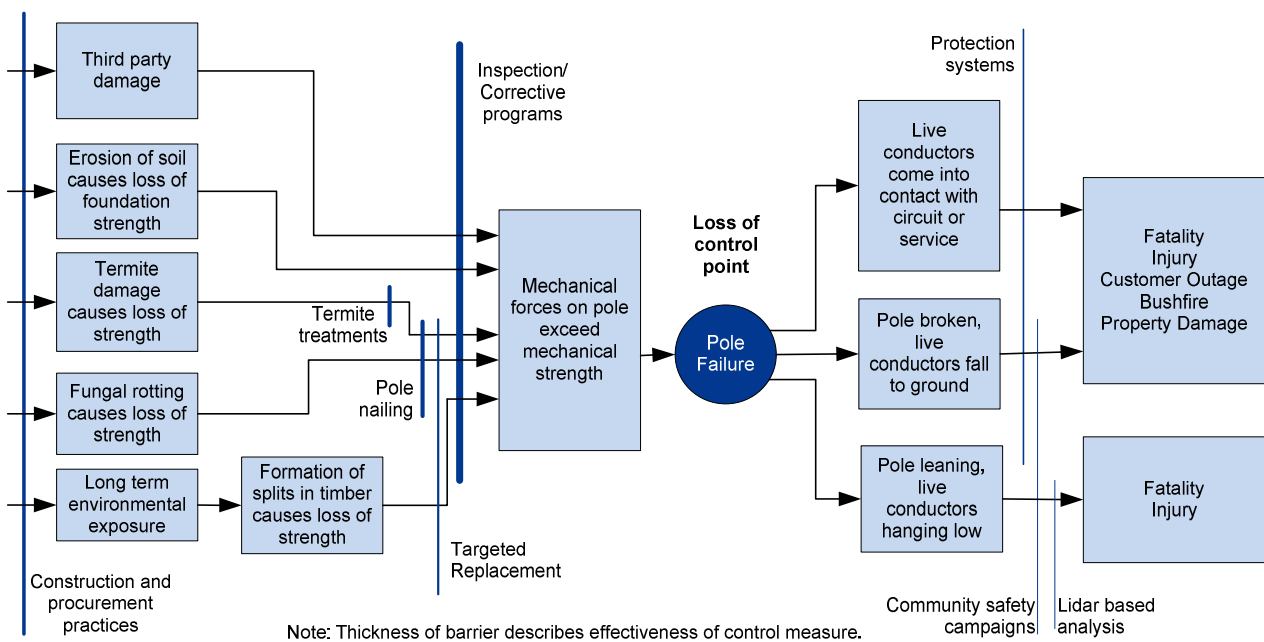 Third party
damage
Erosion of soil
causes loss of
foundation
strength
Termite
damage
causes loss of
strength
Fungal rotting
causes loss of
strength
Long term
environmental
exposure
Formation of
splits in timber
causes loss of
strength
Construction and
procurement
practices
Termite
treatments
Pole
nailing
Targeted
Replacement
Inspection/
Corrective
programs
Mechanical
forces on pole
exceed
mechanical
strength
Loss of
control
point
Pole
Failure
Live
conductors
come into
contact with
circuit or
service
Pole broken,
live
conductors fall
to ground
Pole leaning,
live
conductors
hanging low
Protection
systems
Fatality
Injury
Customer Outage
Bushfire
Property Damage
Fatality
Injury
Community safety
campaigns
Lidar based
analysis
Note: Thickness of barrier describes effectiveness of control measure.